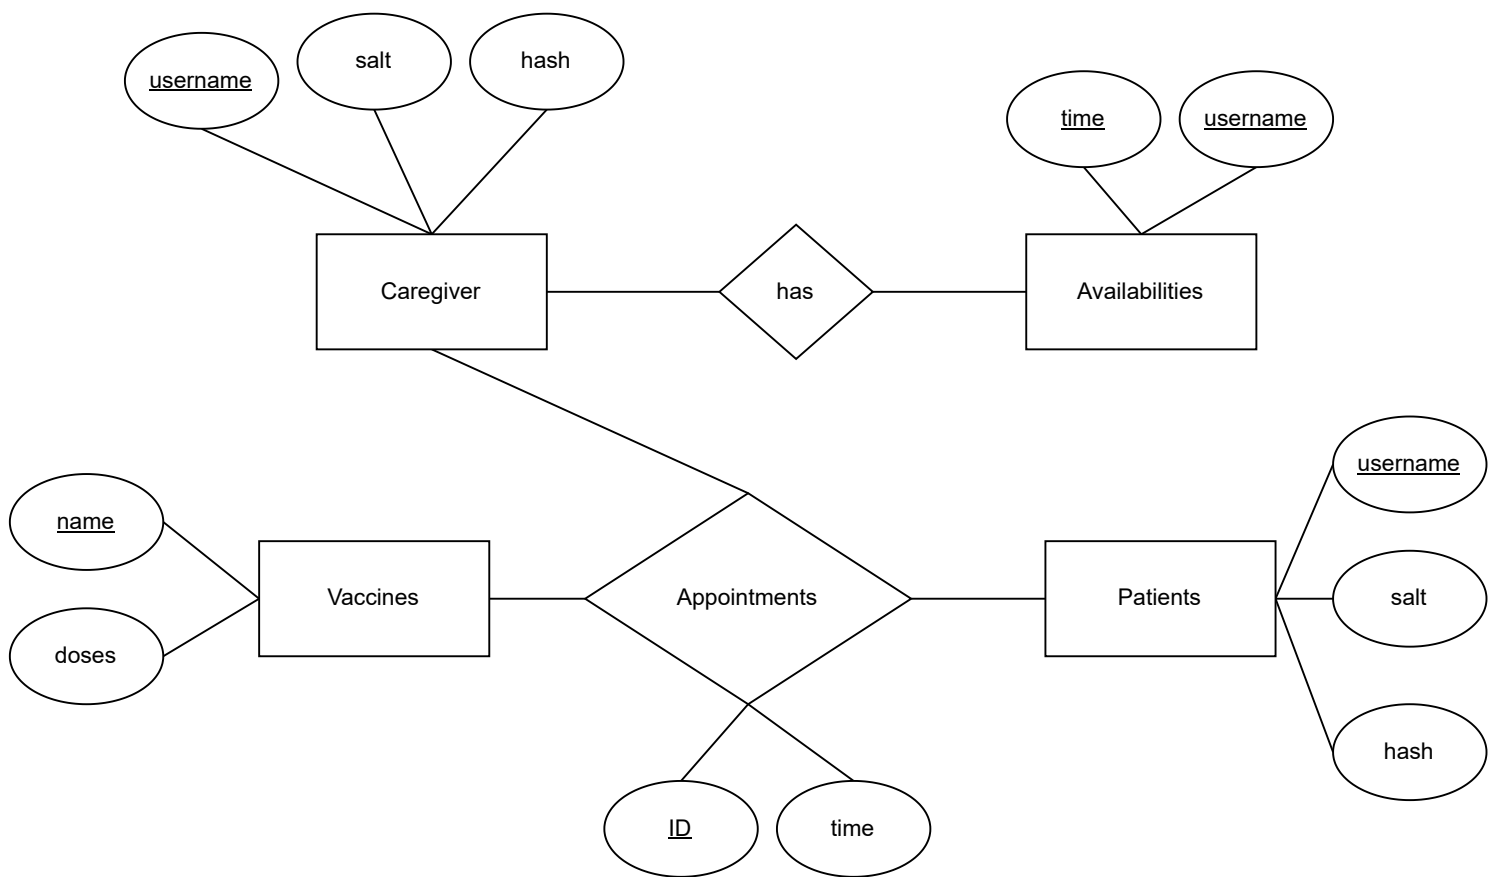 username
salt
hash
time
username
Caregiver
has
Availabilities
name
doses
Vaccines
Appointments
Patients
username
salt
hash
ID
time